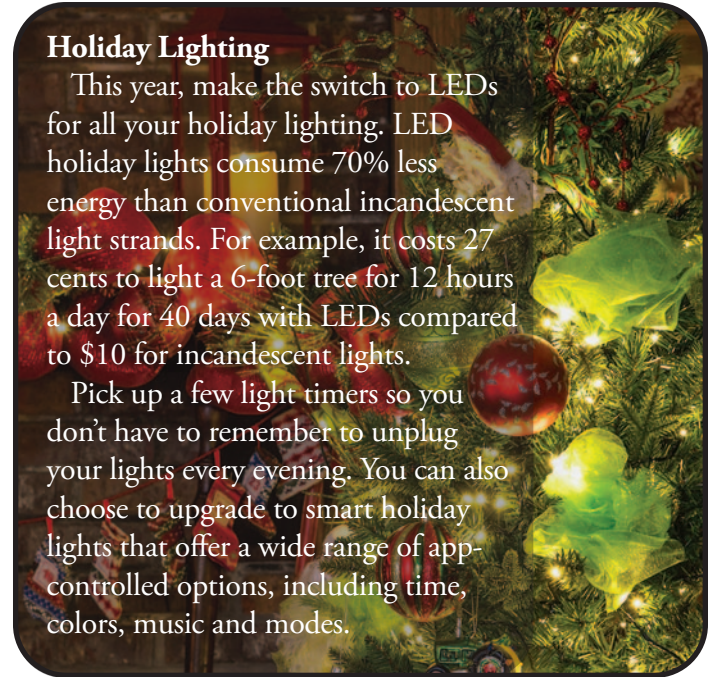 Holiday Lighting
This year, make the switch to LEDs
for all your holiday lighting. LED
holiday lights consume 70% less
energy than conventional incandescent
light strands. For example, it costs 27
cents to light a 6-foot tree for 12 hours
a day for 40 days with LEDs compared
to $10 for incandescent lights.
Pick up a few light timers so you
don’t have to remember to unplug
your lights every evening. You can also
choose to upgrade to smart holiday
lights that offer a wide range of app-
controlled options, including time,
colors, music and modes.